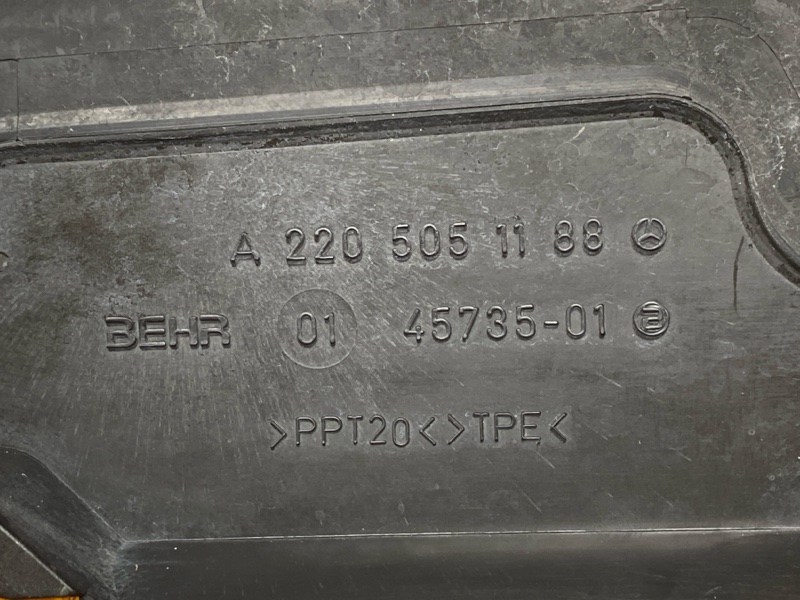 A 220 505 11 88
BEHR 01 45735-01
>PPT20<>TPE<